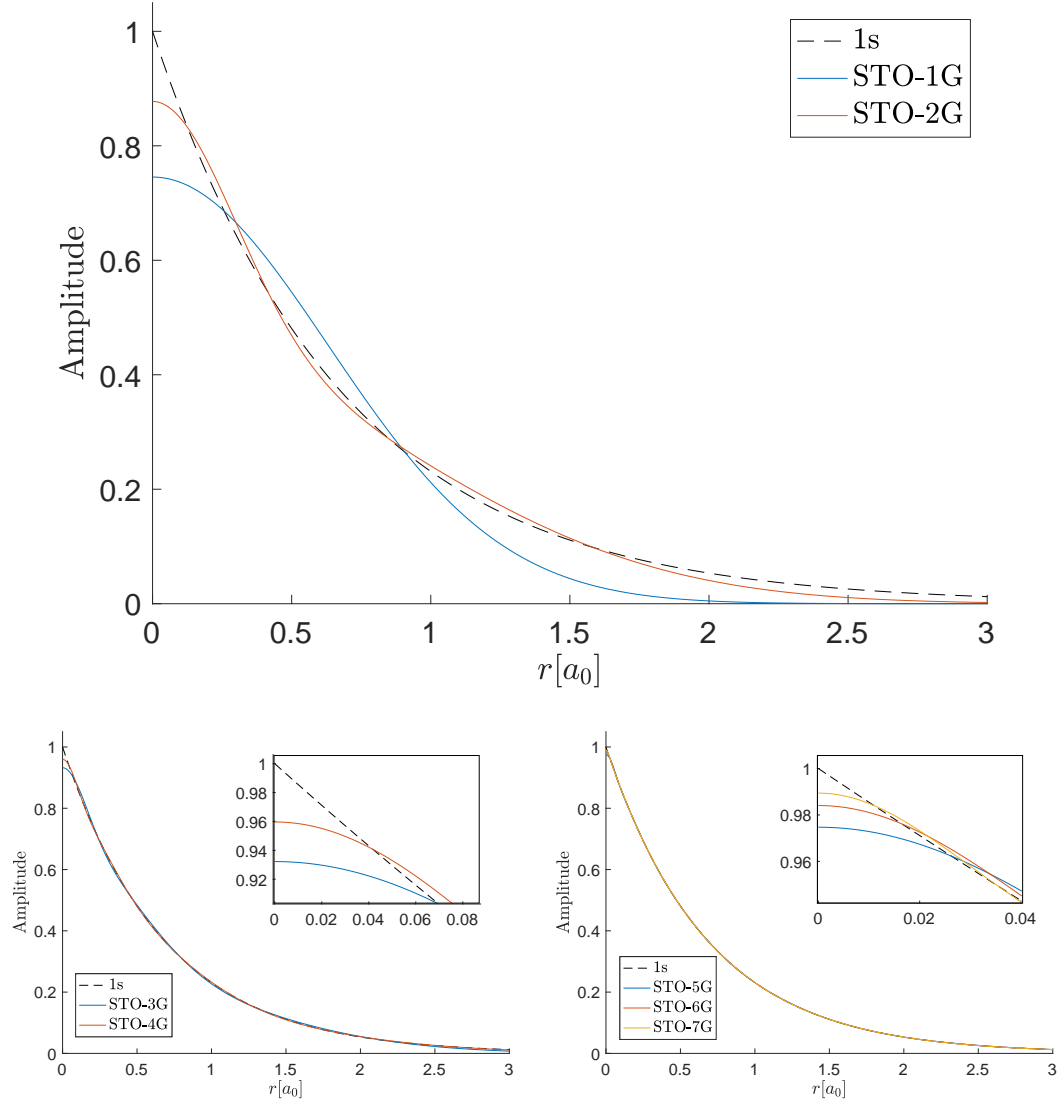 1s
STO-1G
STO-2G
1
0.8
0.6
0.4
0.2
0
Amplitude
0 0.5 1 1.5 2 2.5 3
r[a₀]
1
0.8
0.6
0.4
0.2
0
Amplitude
1
0.98
0.96
0.94
0.92
0 0.02 0.04 0.06 0.08
1s
STO-3G
STO-4G
0 0.5 1 1.5 2 2.5 3
r[a₀]
1
0.8
0.6
0.4
0.2
0
Amplitude
1
0.98
0.96
0 0.02 0.04
1s
STO-5G
STO-6G
STO-7G
0 0.5 1 1.5 2 2.5 3
r[a₀]